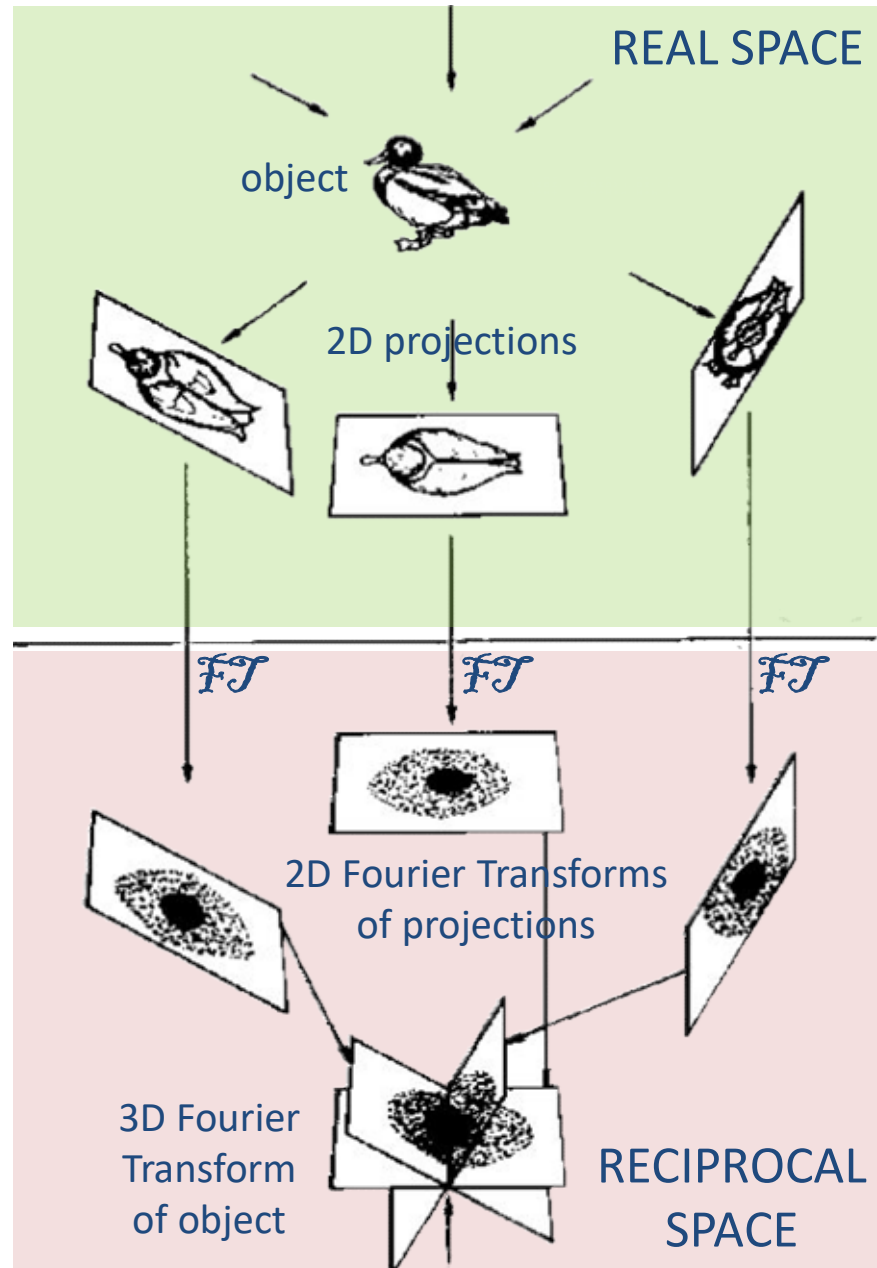 REAL SPACE
object
2D projections
FT
FT
FT
2D Fourier Transforms
of projections
3D Fourier
Transform
of object
RECIPROCAL
SPACE